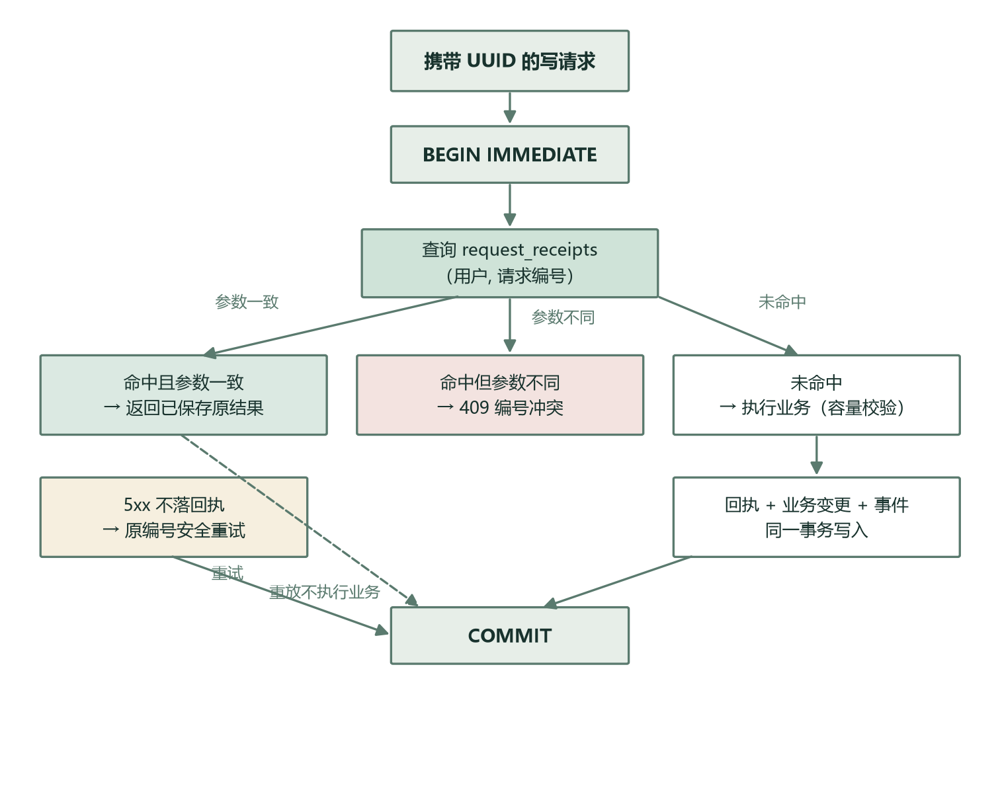 携带 UUID 的写请求
BEGIN IMMEDIATE
查询 request_receipts
（用户, 请求编号）
参数一致
参数不同
未命中
命中且参数一致
→ 返回已保存原结果
命中但参数不同
→ 409 编号冲突
未命中
→ 执行业务（容量校验）
5xx 不落回执
→ 原编号安全重试
回执 + 业务变更 + 事件
同一事务写入
重试
重放不执行业务
COMMIT